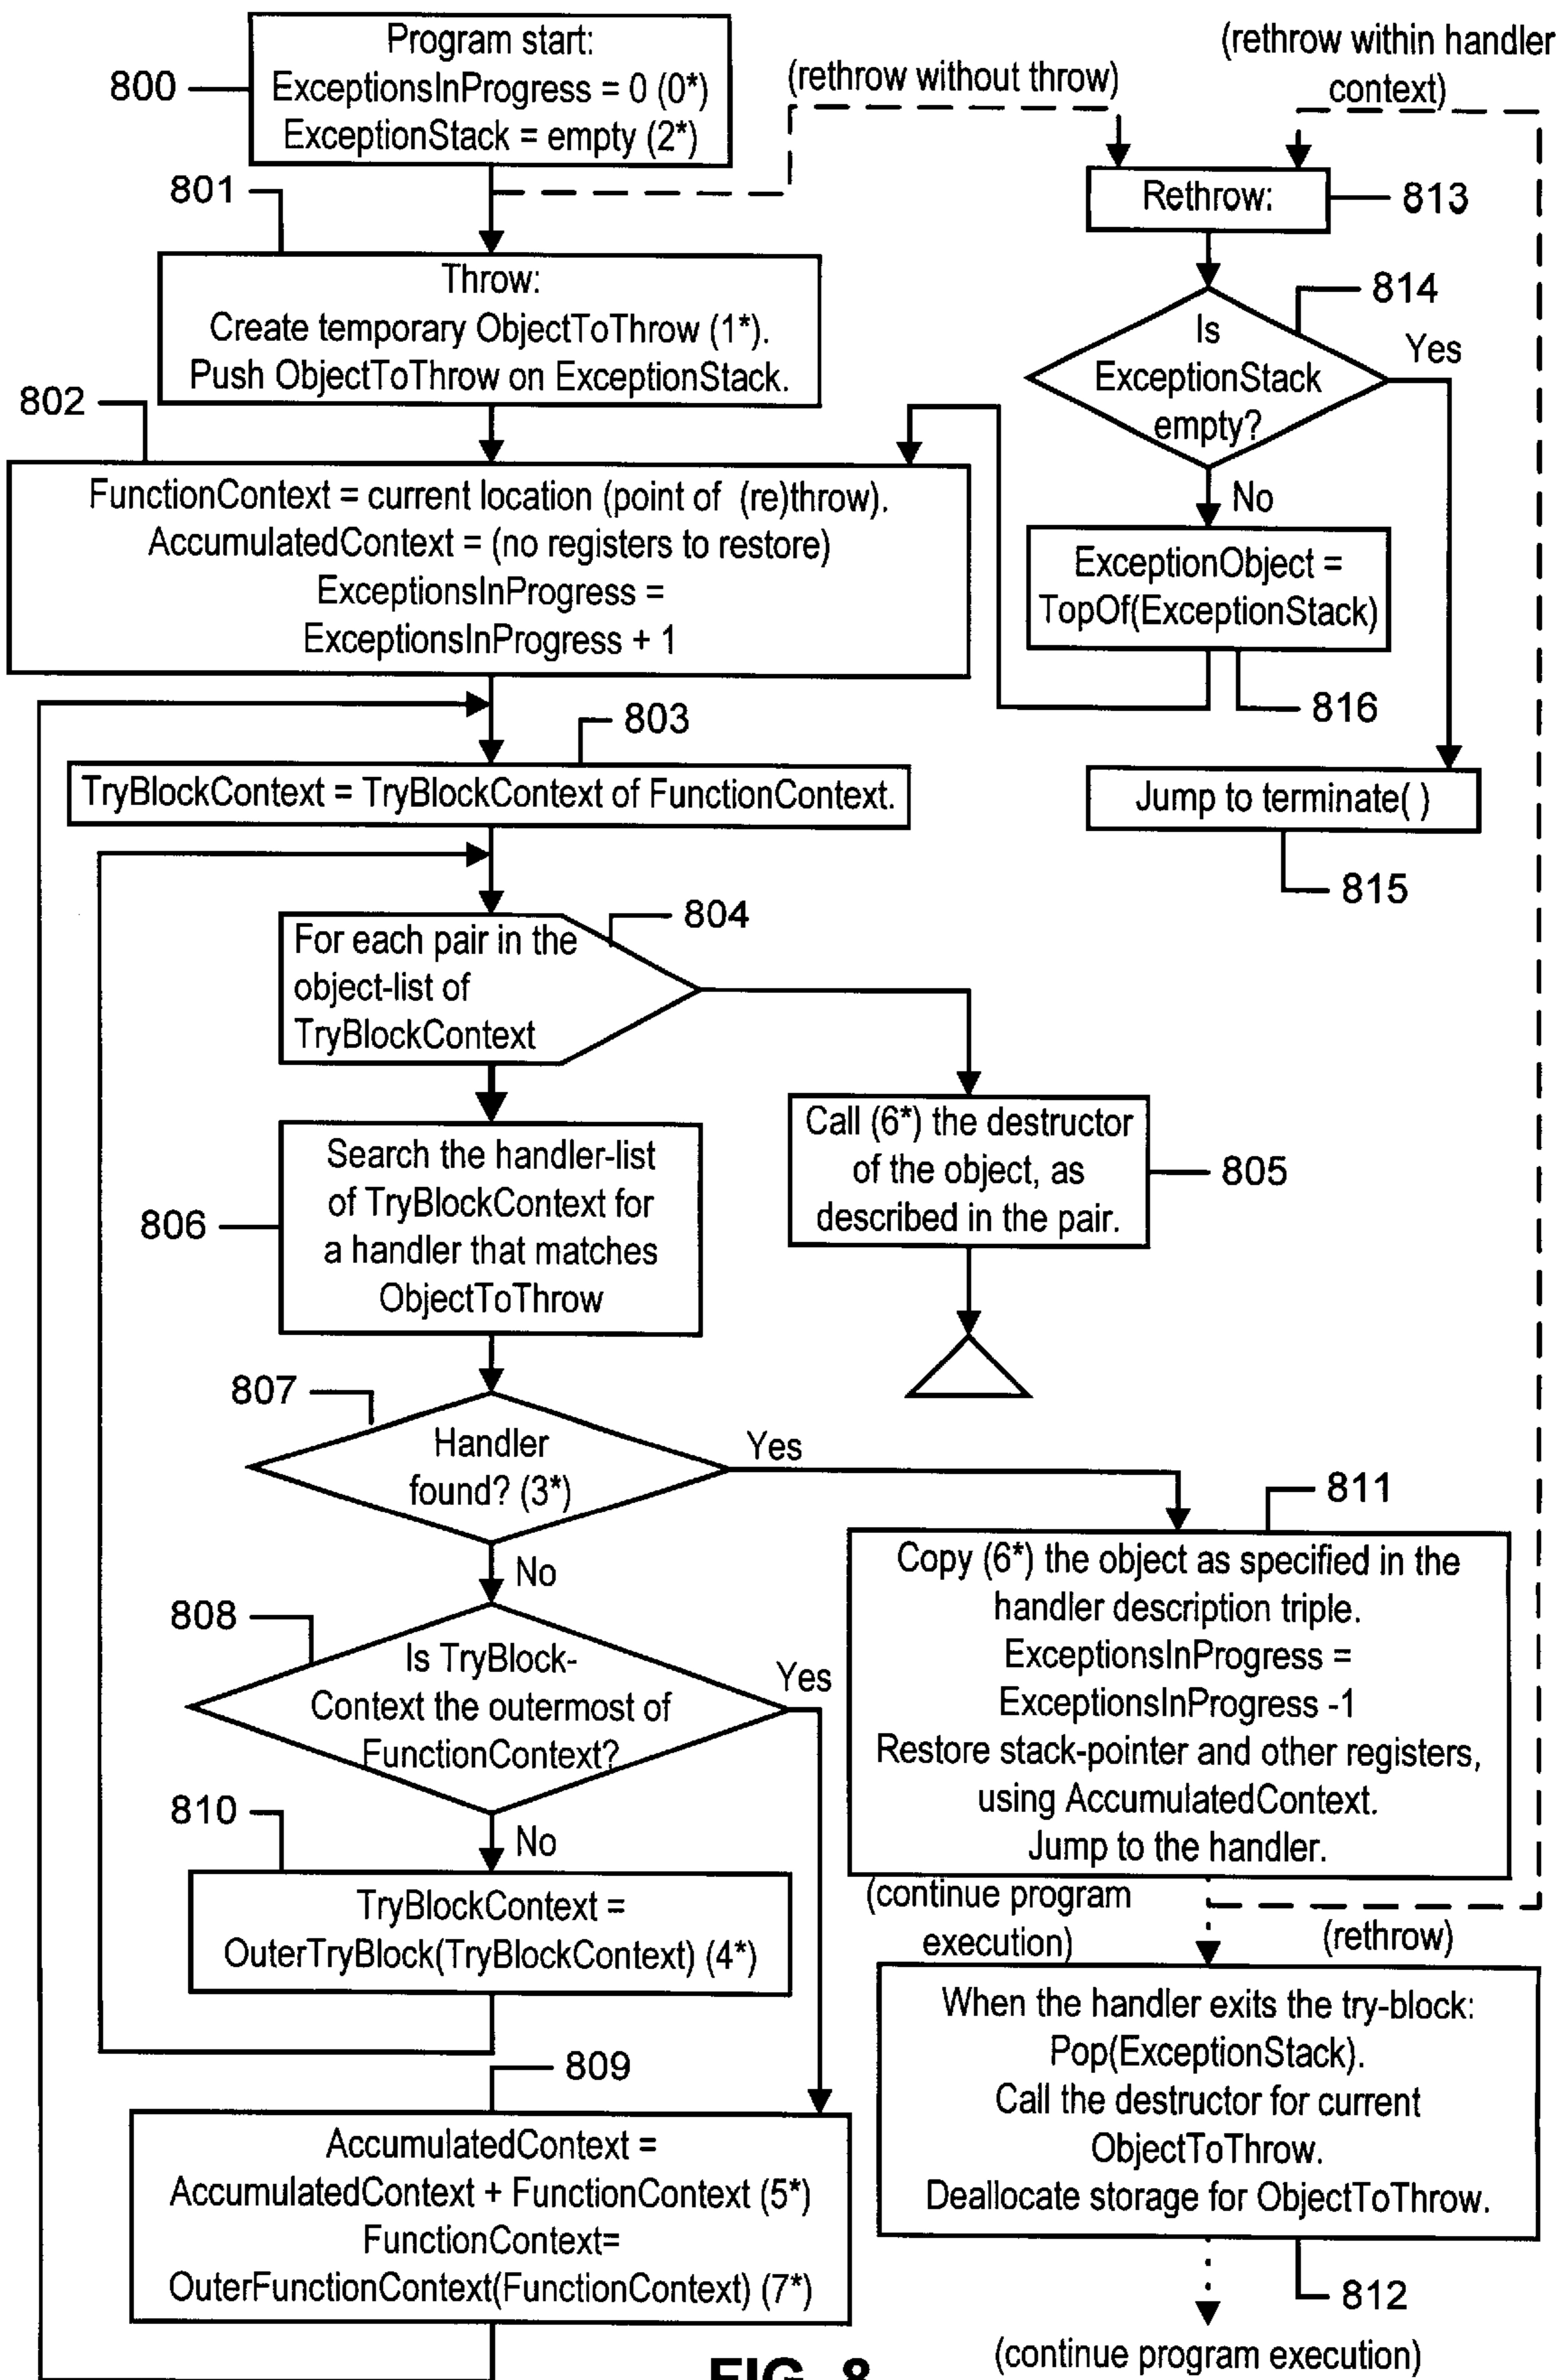 800
Program start:
ExceptionsInProgress = 0 (0*)
ExceptionStack = empty (2*)
(rethrow without throw)
(rethrow within handler
context)
801
Throw:
Create temporary ObjectToThrow (1*).
Push ObjectToThrow on ExceptionStack.
Rethrow:
813
814
Is
ExceptionStack
empty?
Yes
No
802
FunctionContext = current location (point of (re)throw).
AccumulatedContext = (no registers to restore)
ExceptionsInProgress =
ExceptionsInProgress + 1
ExceptionObject =
TopOf(ExceptionStack)
816
803
TryBlockContext = TryBlockContext of FunctionContext.
Jump to terminate( )
815
804
For each pair in the
object-list of
TryBlockContext
Call (6*) the destructor
of the object, as
described in the pair.
805
806
Search the handler-list
of TryBlockContext for
a handler that matches
ObjectToThrow
807
Handler
found? (3*)
Yes
No
811
Copy (6*) the object as specified in the
handler description triple.
ExceptionsInProgress =
ExceptionsInProgress -1
Restore stack-pointer and other registers,
using AccumulatedContext.
Jump to the handler.
808
Is TryBlock-
Context the outermost of
FunctionContext?
Yes
No
810
TryBlockContext =
OuterTryBlock(TryBlockContext) (4*)
(continue program
execution)
(rethrow)
When the handler exits the try-block:
Pop(ExceptionStack).
Call the destructor for current
ObjectToThrow.
Deallocate storage for ObjectToThrow.
812
809
AccumulatedContext =
AccumulatedContext + FunctionContext (5*)
FunctionContext=
OuterFunctionContext(FunctionContext) (7*)
(continue program execution)
FIG. 8